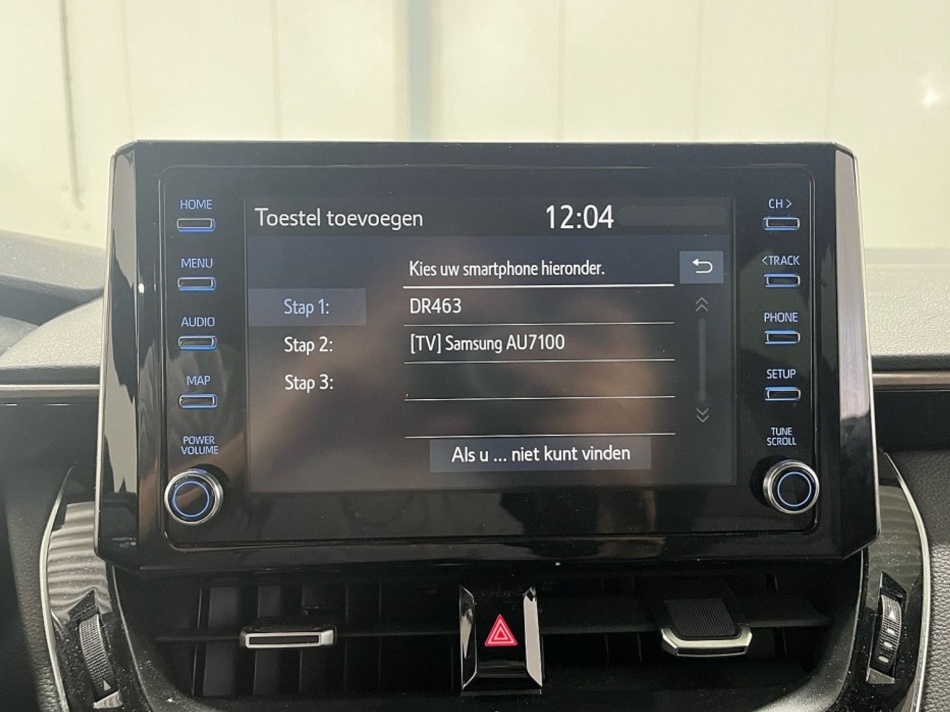 HOME
MENU
AUDIO
MAP
POWER
VOLUME
Toestel toevoegen
12:04
Kies uw smartphone hieronder.
Stap 1:
DR463
Stap 2:
[TV] Samsung AU7100
Stap 3:
Als u ... niet kunt vinden
CH >
<TRACK
PHONE
SETUP
TUNE
SCROLL